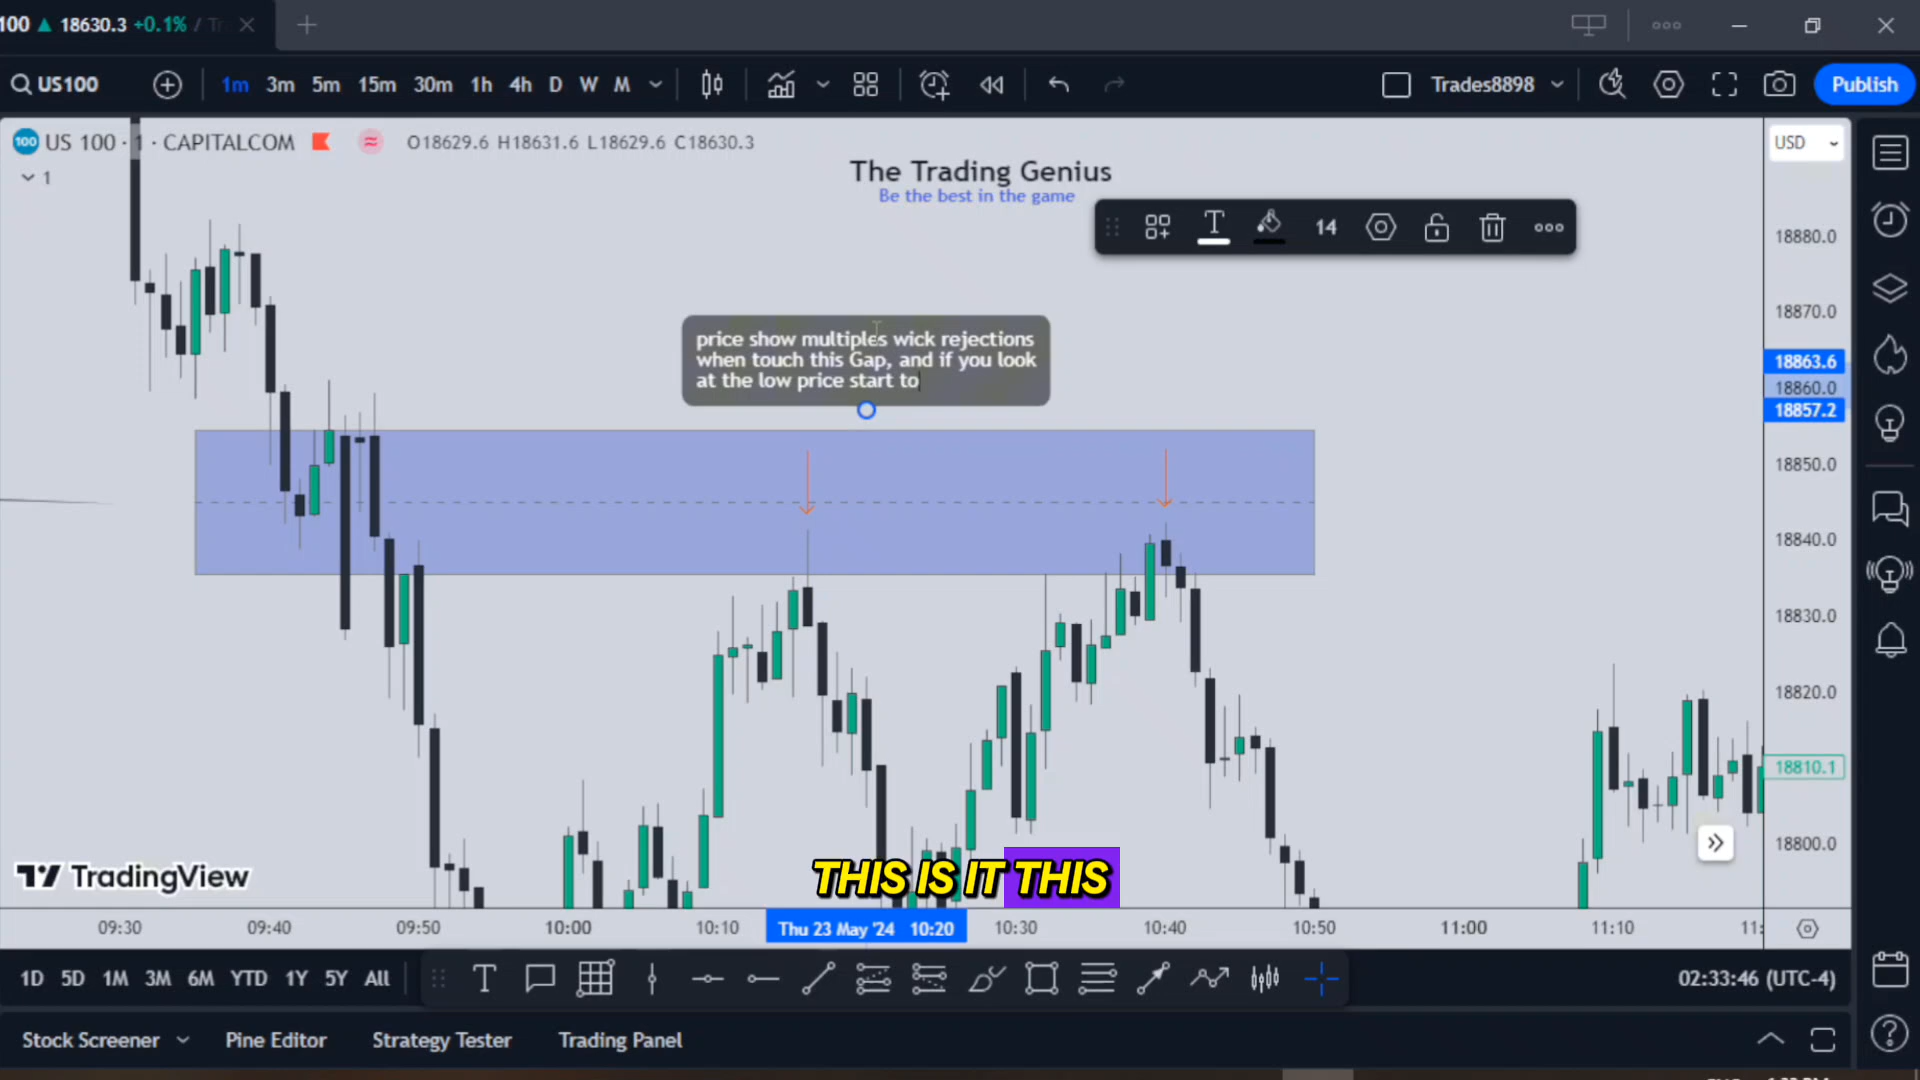 100 ▲ 18630.3 +0.1% / Tr
US100
1m 3m 5m 15m 30m 1h 4h D W M
Trades8898
Publish
100 US 100 · 1 · CAPITALCOM
O18629.6 H18631.6 L18629.6 C18630.3
USD
1
The Trading Genius
Be the best in the game
14
18880.0
18870.0
18863.6
18860.0
18857.2
18850.0
18840.0
18830.0
18820.0
18810.1
18800.0
price show multiples wick rejections
when touch this Gap, and if you look
at the low price start to
TradingView
THIS IS IT THIS
09:30 09:40 09:50 10:00 10:10 Thu 23 May '24 10:20 10:30 10:40 10:50 11:00 11:10 11:
1D 5D 1M 3M 6M YTD 1Y 5Y All
02:33:46 (UTC-4)
Stock Screener Pine Editor Strategy Tester Trading Panel